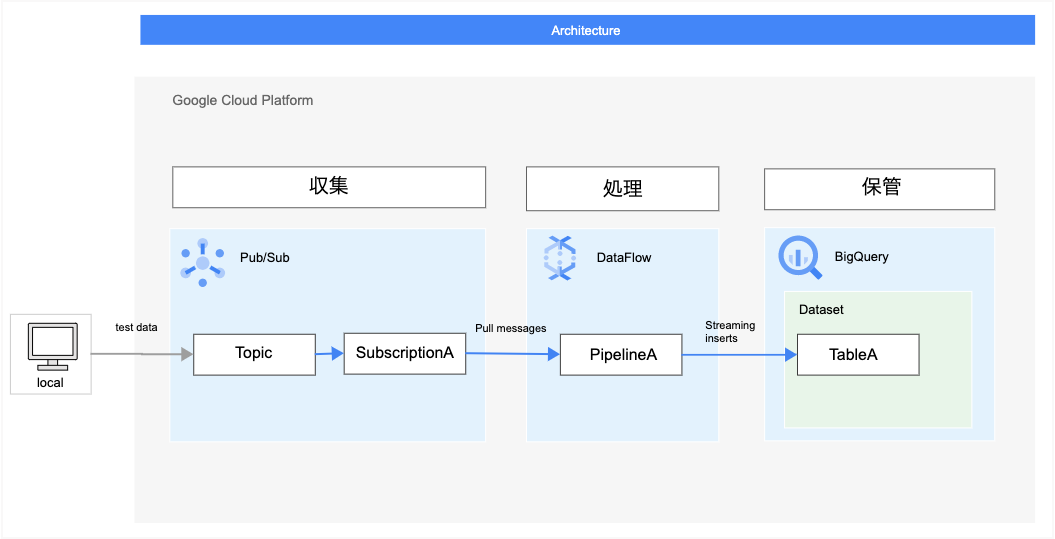 Architecture
Google Cloud Platform
収集
処理
保管
Pub/Sub
DataFlow
BigQuery
Dataset
test data
Pull messages
Streaming
inserts
Topic
SubscriptionA
PipelineA
TableA
local